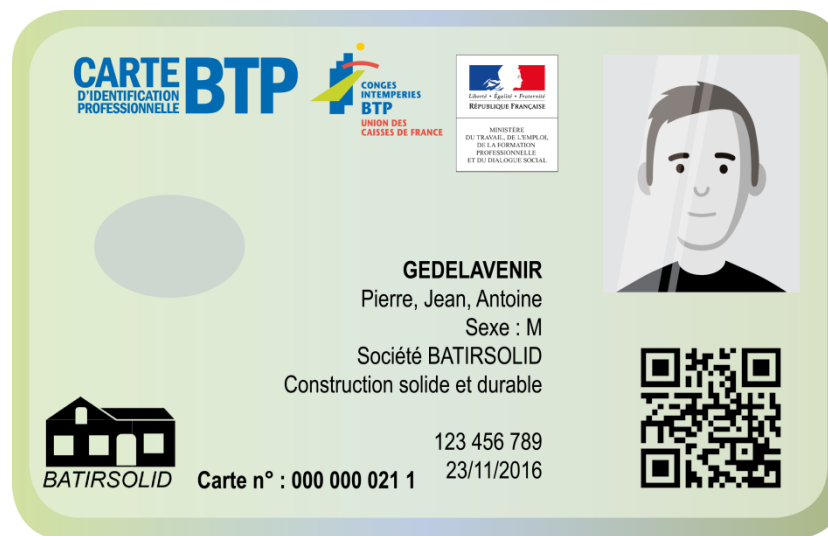 CARTE
D'IDENTIFICATION
PROFESSIONNELLE
BTP
CONGES
INTEMPERIES
BTP
UNION DES
CAISSES DE FRANCE
Liberté • Égalité • Fraternité
RÉPUBLIQUE FRANÇAISE
MINISTÈRE
DU TRAVAIL, DE L'EMPLOI,
DE LA FORMATION
PROFESSIONNELLE
ET DU DIALOGUE SOCIAL
GEDELAVENIR
Pierre, Jean, Antoine
Sexe : M
Société BATIRSOLID
Construction solide et durable
123 456 789
23/11/2016
BATIRSOLID
Carte n° : 000 000 021 1